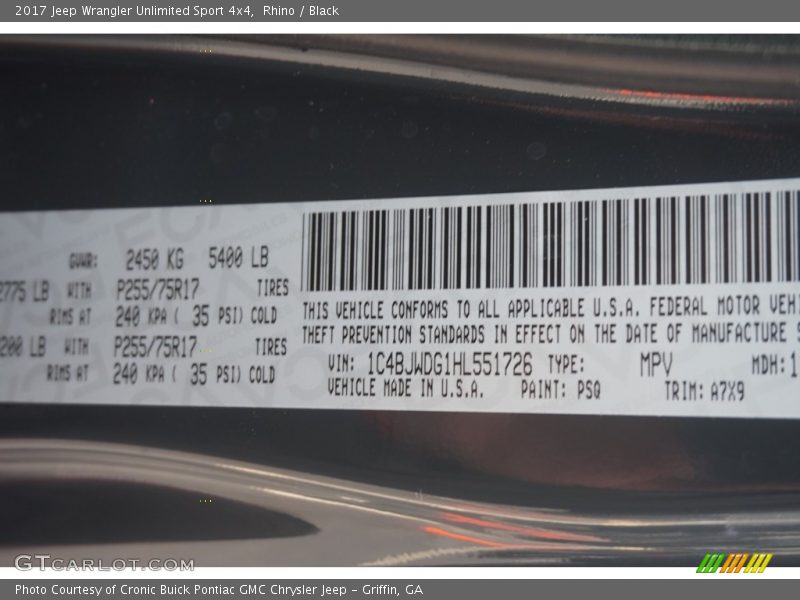 2017 Jeep Wrangler Unlimited Sport 4x4, Rhino / Black
GVWR: 2450 KG 5400 LB
2775 LB WITH P255/75R17 TIRES
RIMS AT 240 KPA ( 35 PSI) COLD
200 LB WITH P255/75R17 TIRES
RIMS AT 240 KPA ( 35 PSI) COLD
THIS VEHICLE CONFORMS TO ALL APPLICABLE U.S.A. FEDERAL MOTOR VEHI
THEFT PREVENTION STANDARDS IN EFFECT ON THE DATE OF MANUFACTURE S
VIN: 1C4BJWDG1HL551726 TYPE: MPV MDH: 1
VEHICLE MADE IN U.S.A. PAINT: PSQ TRIM: A7X9
GTCARLOT.COM
Photo Courtesy of Cronic Buick Pontiac GMC Chrysler Jeep – Griffin, GA